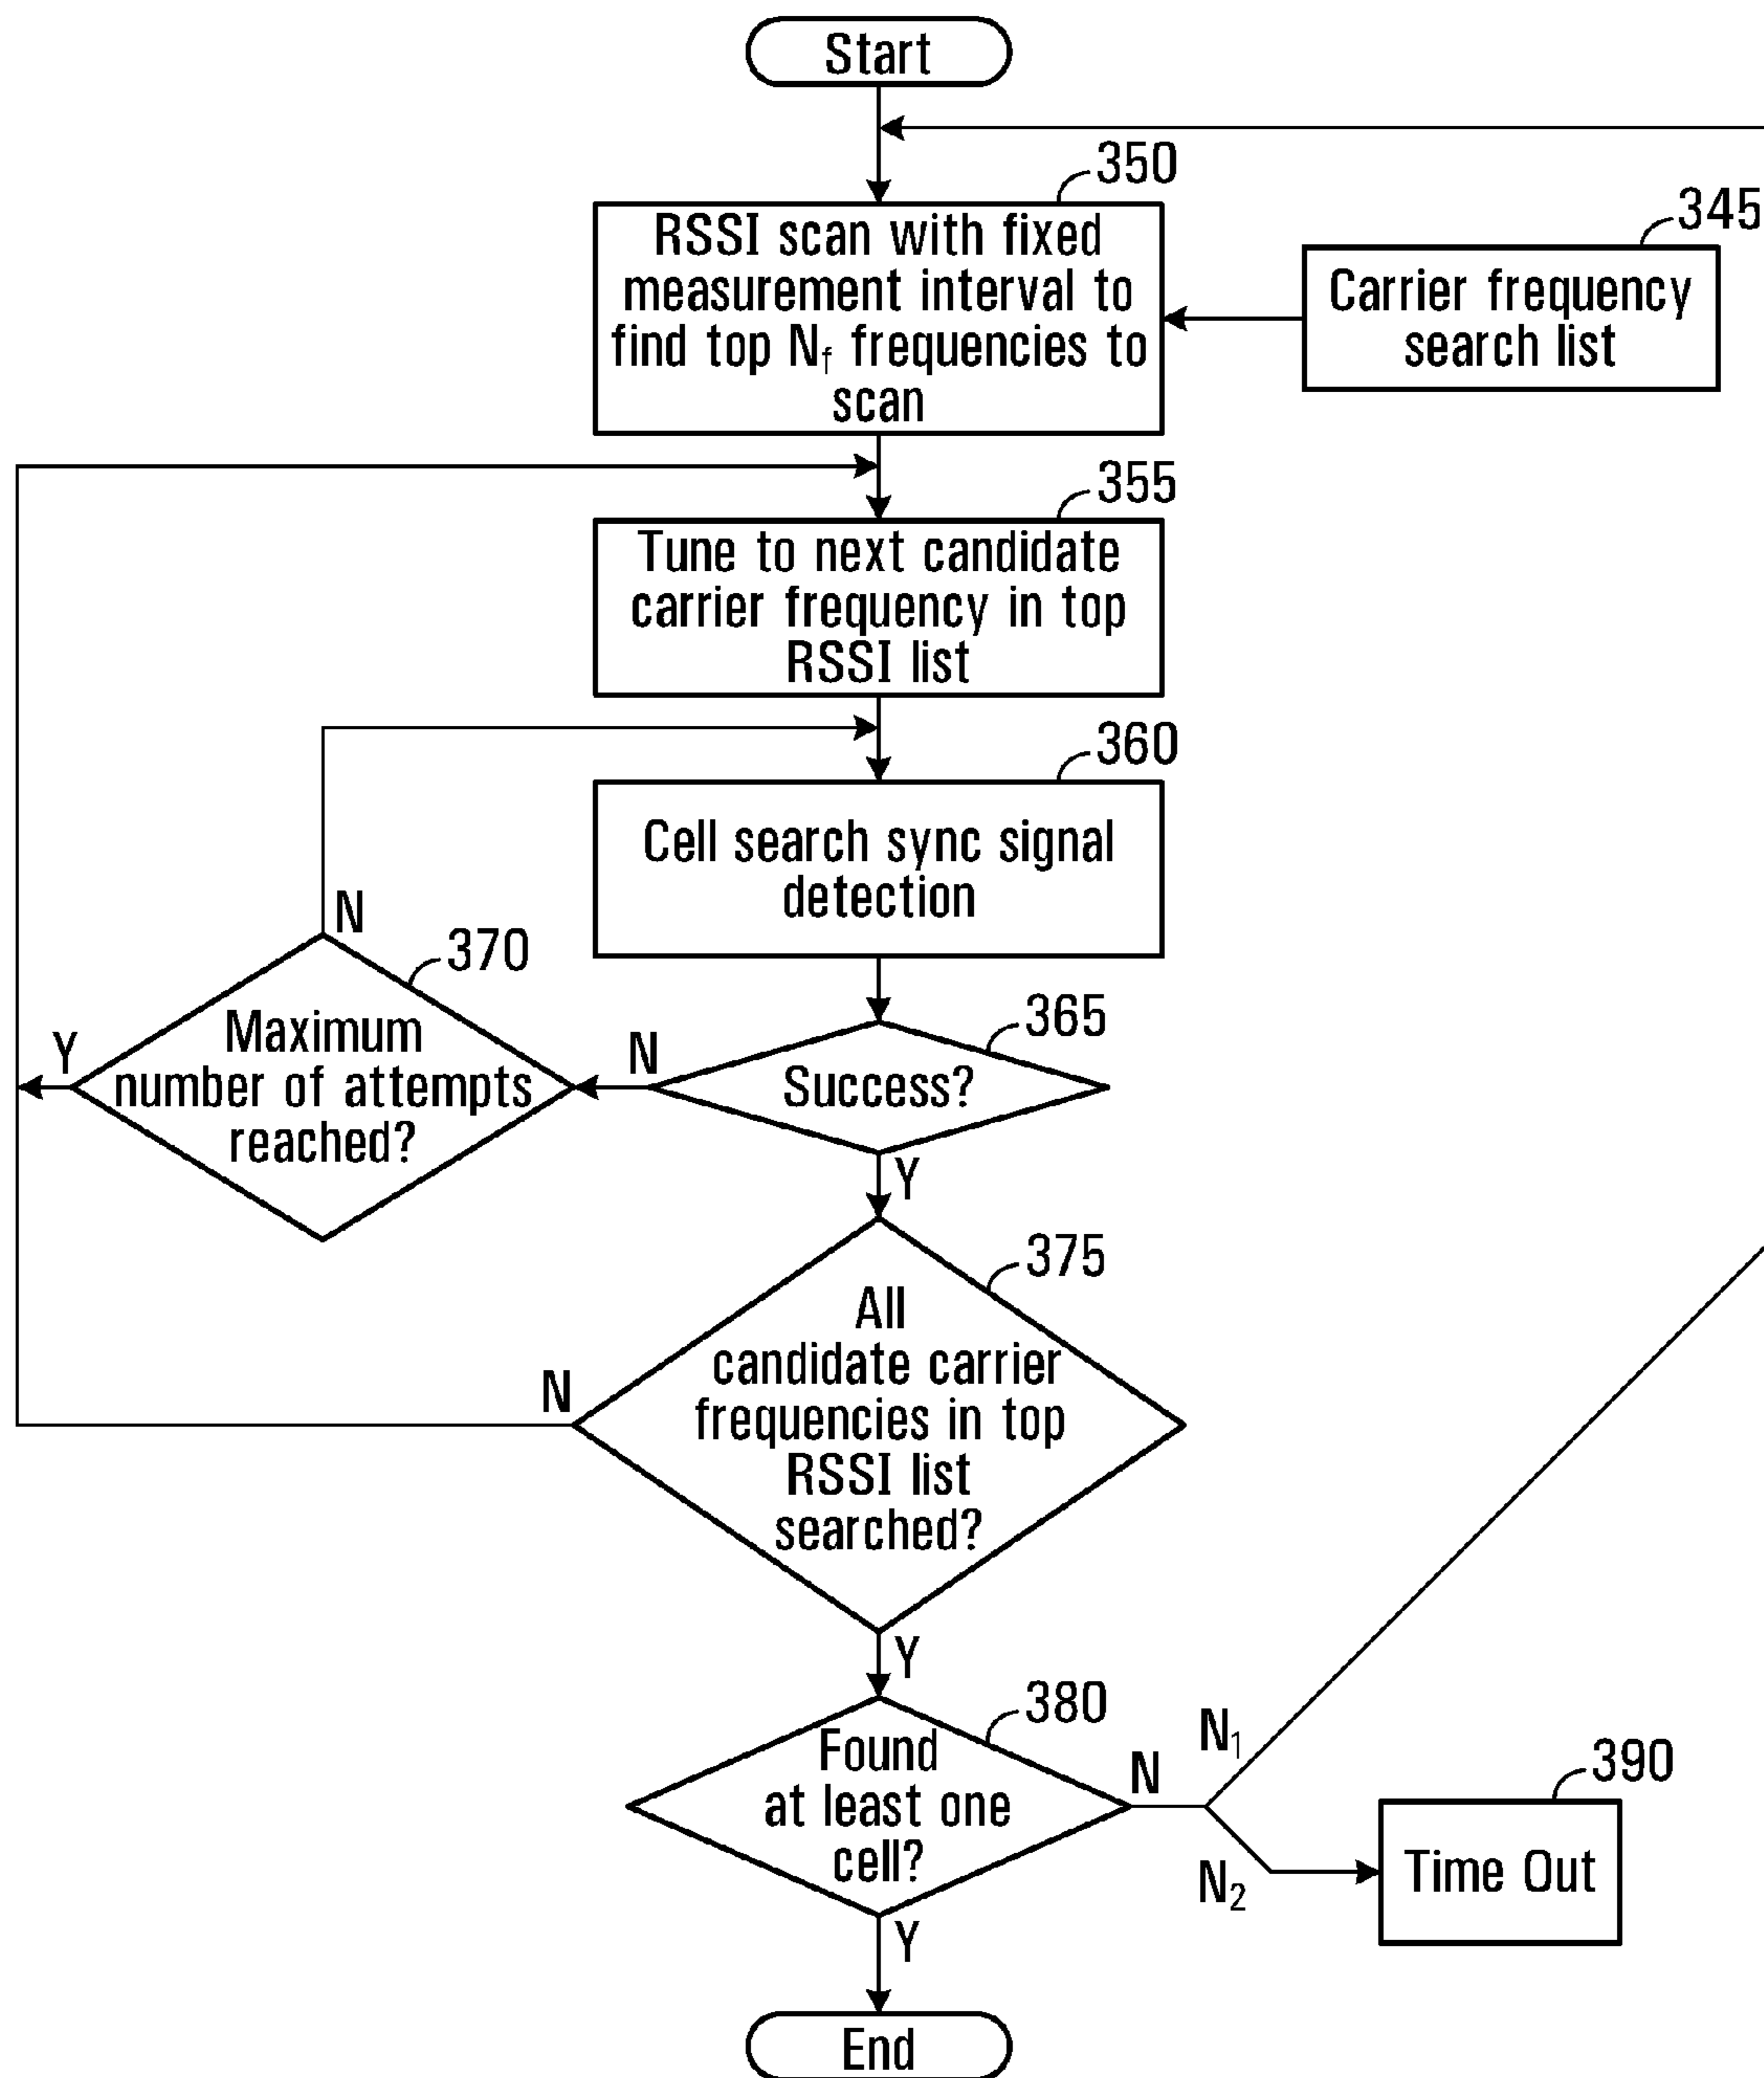 Start
350
RSSI scan with fixed
measurement interval to
find top Nf frequencies to
scan
345
Carrier frequency
search list
355
Tune to next candidate
carrier frequency in top
RSSI list
360
Cell search sync signal
detection
N
370
Maximum
number of attempts
reached?
Y
N
365
Success?
Y
375
All
candidate carrier
frequencies in top
RSSI list
searched?
N
Y
380
Found
at least one
cell?
N
N1
N2
390
Time Out
Y
End